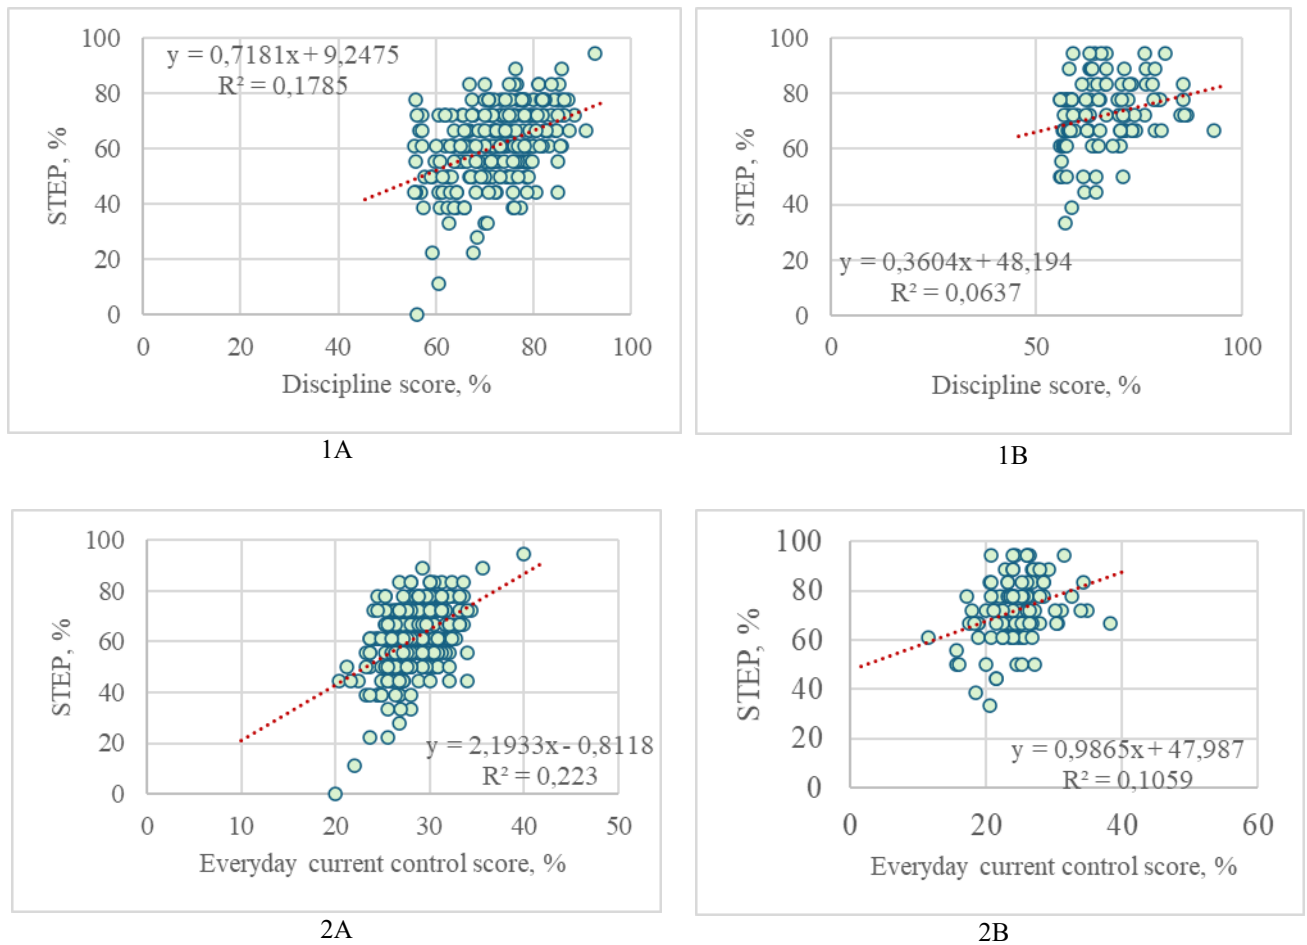 y = 0,7181x + 9,2475
R² = 0,1785
100
80
60
40
20
0
STEP, %
0 20 40 60 80 100
Discipline score, %
1A
100
80
60
40
20
0
STEP, %
y = 0,3604x + 48,194
R² = 0,0637
0 50 100
Discipline score, %
1B
100
80
60
40
20
0
STEP, %
y = 2,1933x - 0,8118
R² = 0,223
0 10 20 30 40 50
Everyday current control score, %
2A
100
80
60
40
20
0
STEP, %
y = 0,9865x + 47,987
R² = 0,1059
0 20 40 60
Everyday current control score, %
2B